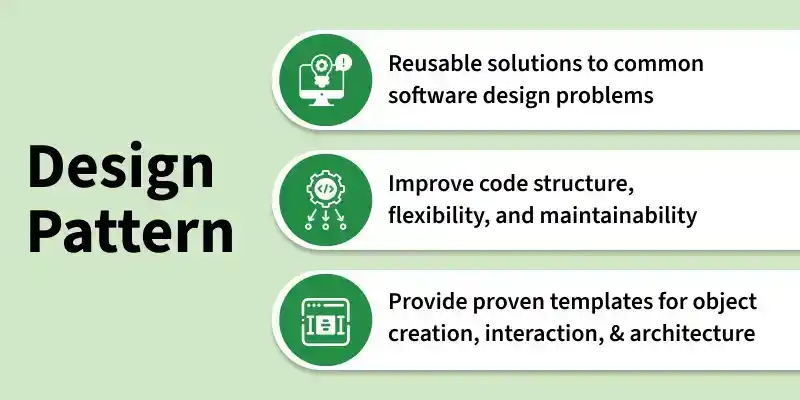 Design
Pattern
Reusable solutions to common
software design problems
Improve code structure,
flexibility, and maintainability
Provide proven templates for object
creation, interaction, & architecture